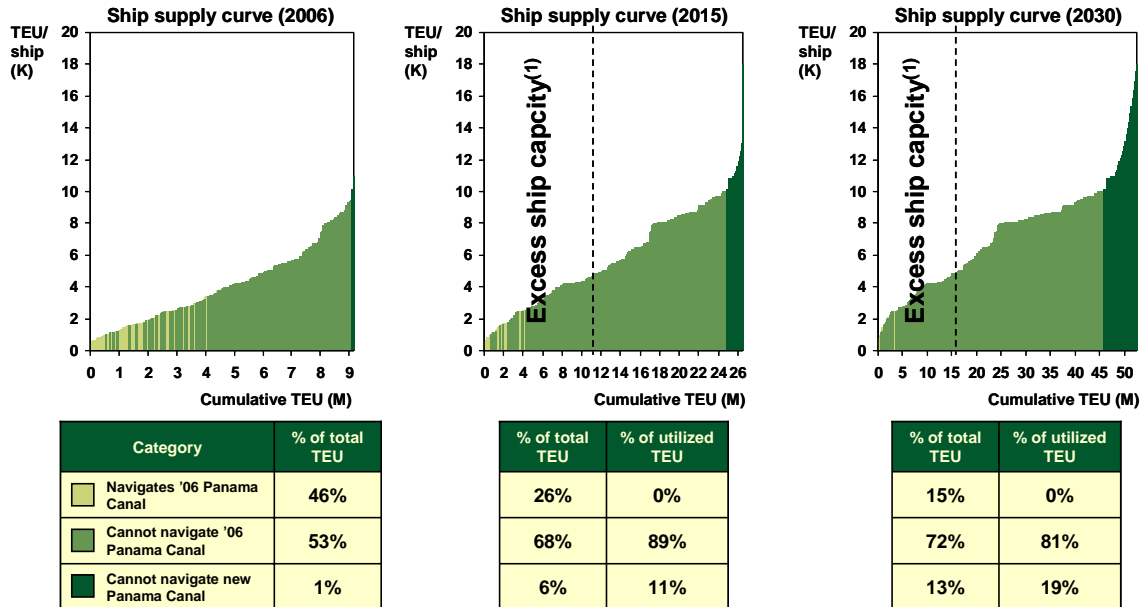 Ship supply curve (2006)
TEU/
ship
(K)
20
18
16
14
12
10
8
6
4
2
0
0 1 2 3 4 5 6 7 8 9
Cumulative TEU (M)
Ship supply curve (2015)
TEU/
ship
(K)
20
18
16
14
12
10
8
6
4
2
0
Excess ship capcity(1)
0 2 4 6 8 10 12 14 16 18 20 22 24 26
Cumulative TEU (M)
Ship supply curve (2030)
TEU/
ship
(K)
20
18
16
14
12
10
8
6
4
2
0
Excess ship capcity(1)
0 5 10 15 20 25 30 35 40 45 50
Cumulative TEU (M)
Category
% of total
TEU
Navigates ’06 Panama
Canal
46%
Cannot navigate ’06
Panama Canal
53%
Cannot navigate new
Panama Canal
1%
% of total
TEU
% of utilized
TEU
26% 0%
68% 89%
6% 11%
% of total
TEU
% of utilized
TEU
15% 0%
72% 81%
13% 19%